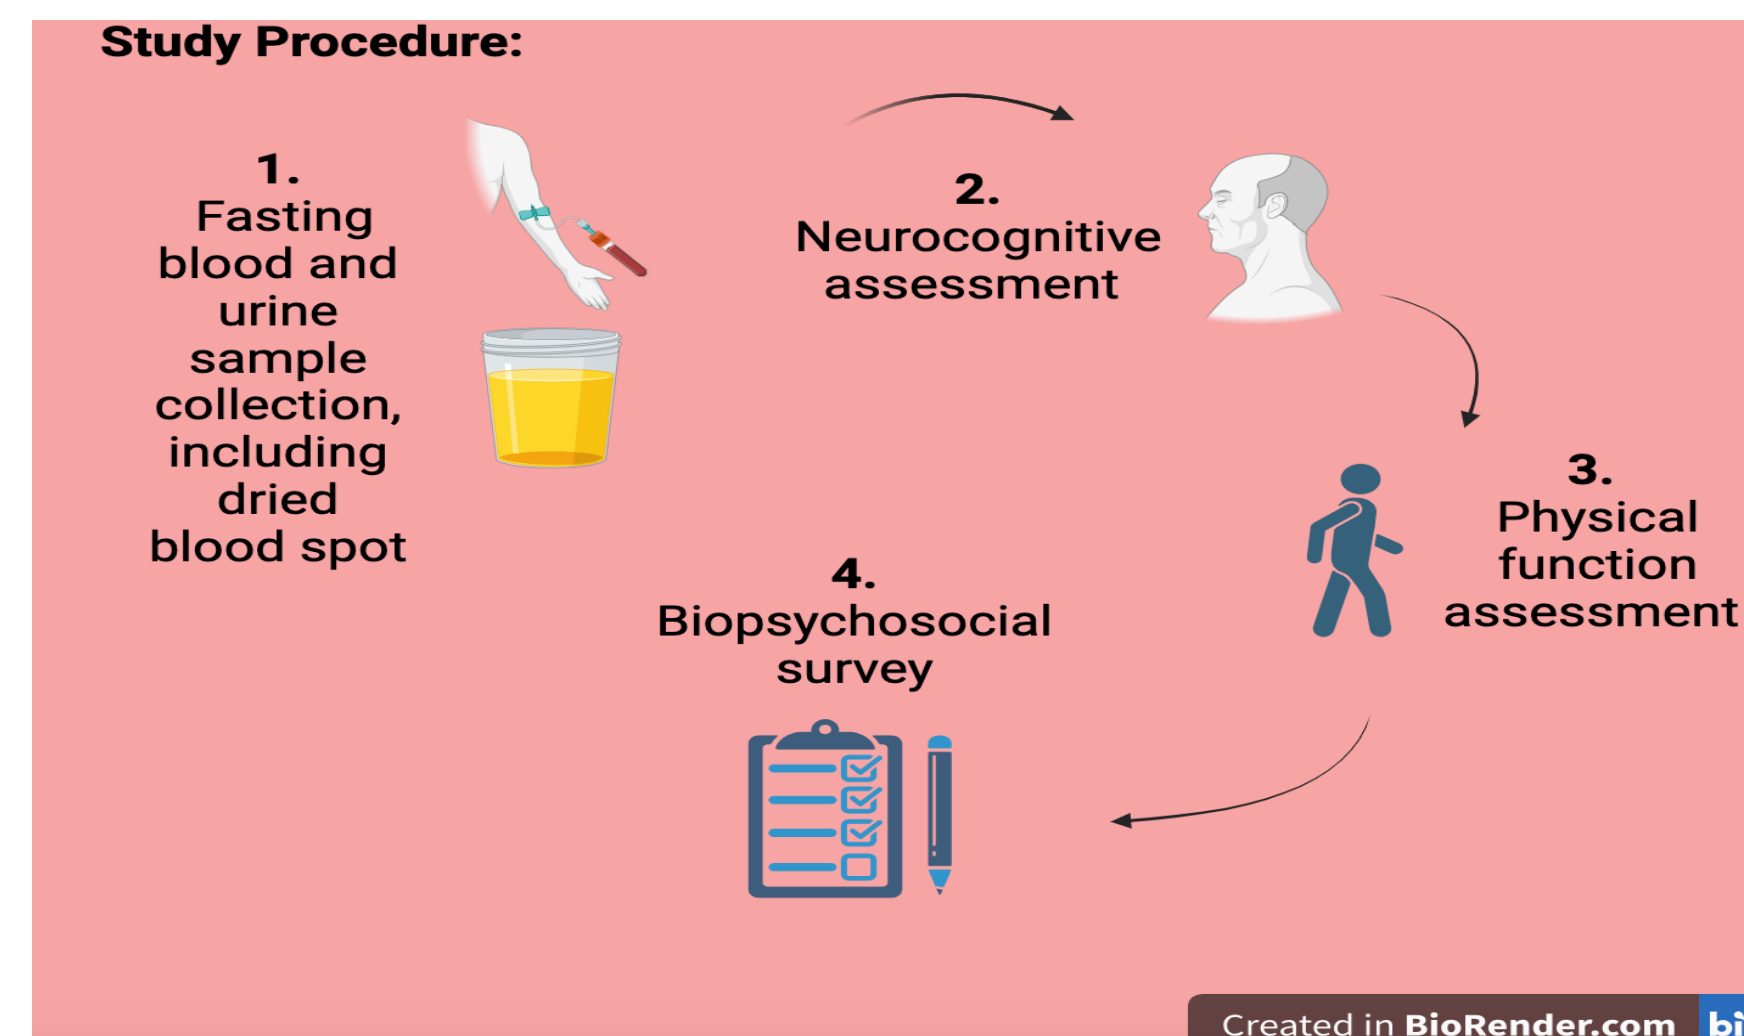 Study Procedure:
1.
Fasting
blood and
urine
sample
collection,
including
dried
blood spot
2.
Neurocognitive
assessment
3.
Physical
function
assessment
4.
Biopsychosocial
survey
Created in BioRender.com
bi